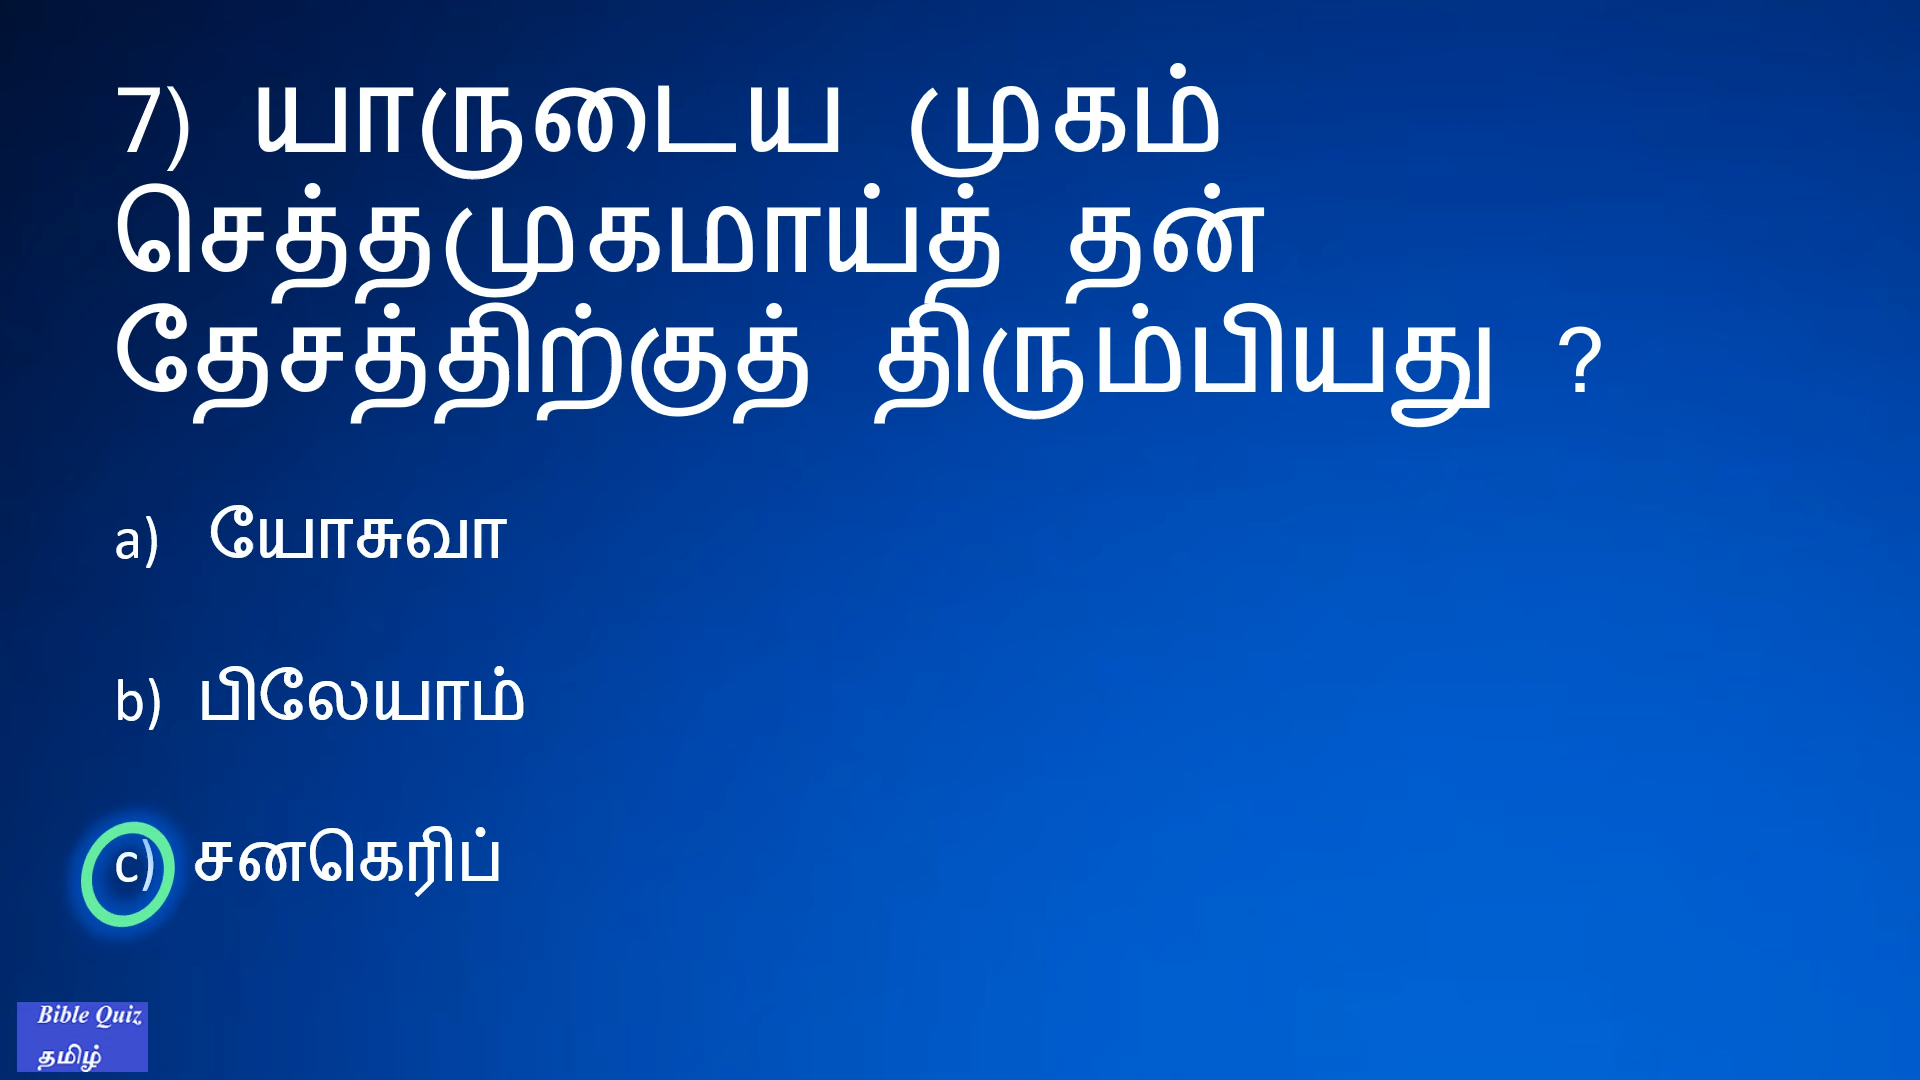 7) யாருடைய முகம்
செத்தமுகமாய்த் தன்
தேசத்திற்குத் திரும்பியது ?
a) யோசுவா
b) பிலேயாம்
c) சனகெரிப்
Bible Quiz
தமிழ்